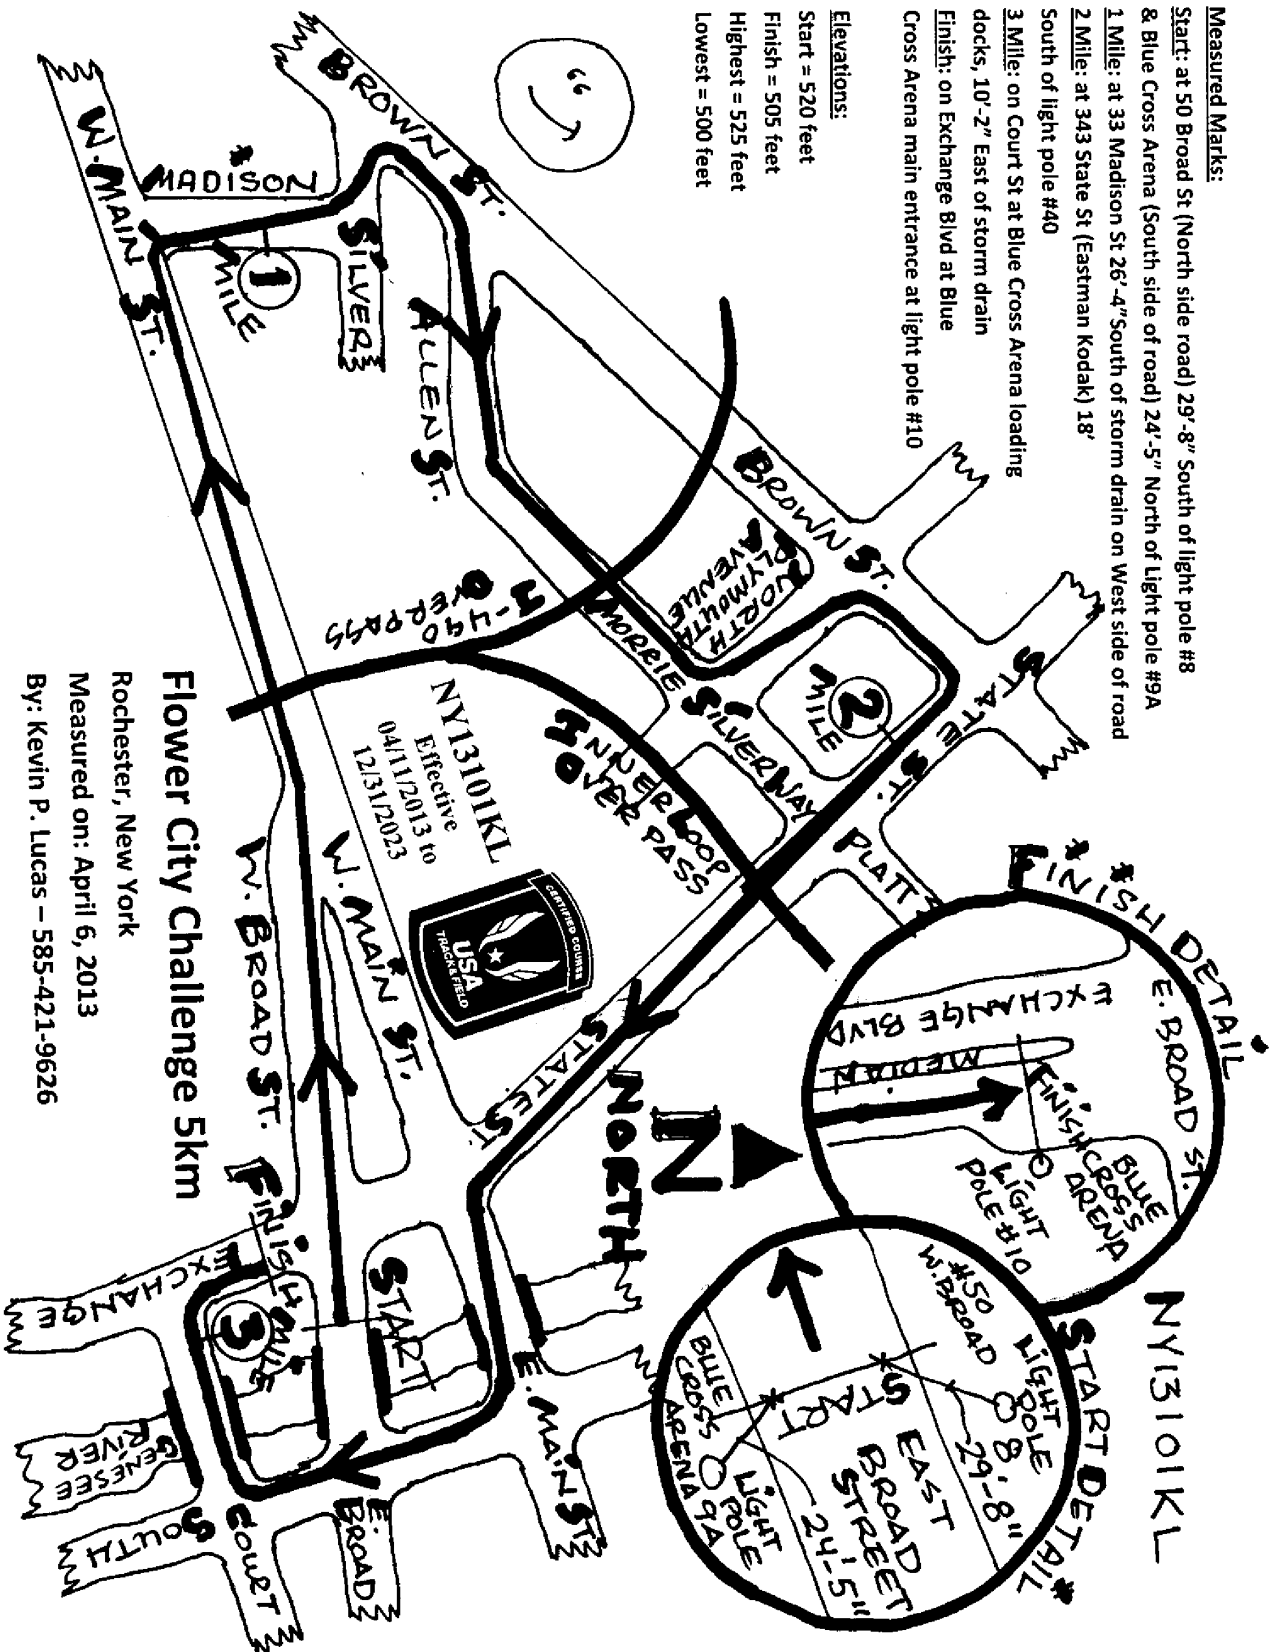 Measured Marks:
Start: at 50 Broad St (North side road) 29'-8" South of light pole #8
& Blue Cross Arena (South side of road) 24'-5" North of Light pole #9A
1 Mile: at 33 Madison St 26'-4"South of storm drain on West side of road
2 Mile: at 343 State St (Eastman Kodak) 18'
South of light pole #40
3 Mile: on Court St at Blue Cross Arena loading
docks, 10'-2" East of storm drain
Finish: on Exchange Blvd at Blue
Cross Arena main entrance at light pole #10
Elevations:
Start = 520 feet
Finish = 505 feet
Highest = 525 feet
Lowest = 500 feet
NY13101KL
FINISH DETAIL
E. BROAD ST.
EXCHANGE BLVD
MEDIAN
FINISH
BLUE
CROSS
ARENA
LIGHT
POLE #10
START DETAIL
#50
W. BROAD
LIGHT
POLE
8
29'-8"
START
EAST
BROAD
STREET
24'-5"
BLUE
CROSS
ARENA
LIGHT
POLE
9A
N
NORTH
BROWN ST.
BROWN ST.
STATE ST.
PLATT
NORTH
PLYMOUTH
AVENUE
2
MILE
MORRIE SILVER WAY
INNER LOOP
OVER PASS
I-490
OVERPASS
ALLEN ST.
SILVER
MADISON
1
MILE
W. MAIN ST.
W. MAIN ST.
W. BROAD ST.
STATE ST.
E. MAIN ST
START
FINISH
3
MILE
EXCHANGE
E.
BROAD
COURT
SOUTH
GENESEE
RIVER
NY13101KL
Effective
04/11/2013 to
12/31/2023
CERTIFIED COURSE
USA
TRACK & FIELD
Flower City Challenge 5km
Rochester, New York
Measured on: April 6, 2013
By: Kevin P. Lucas – 585-421-9626